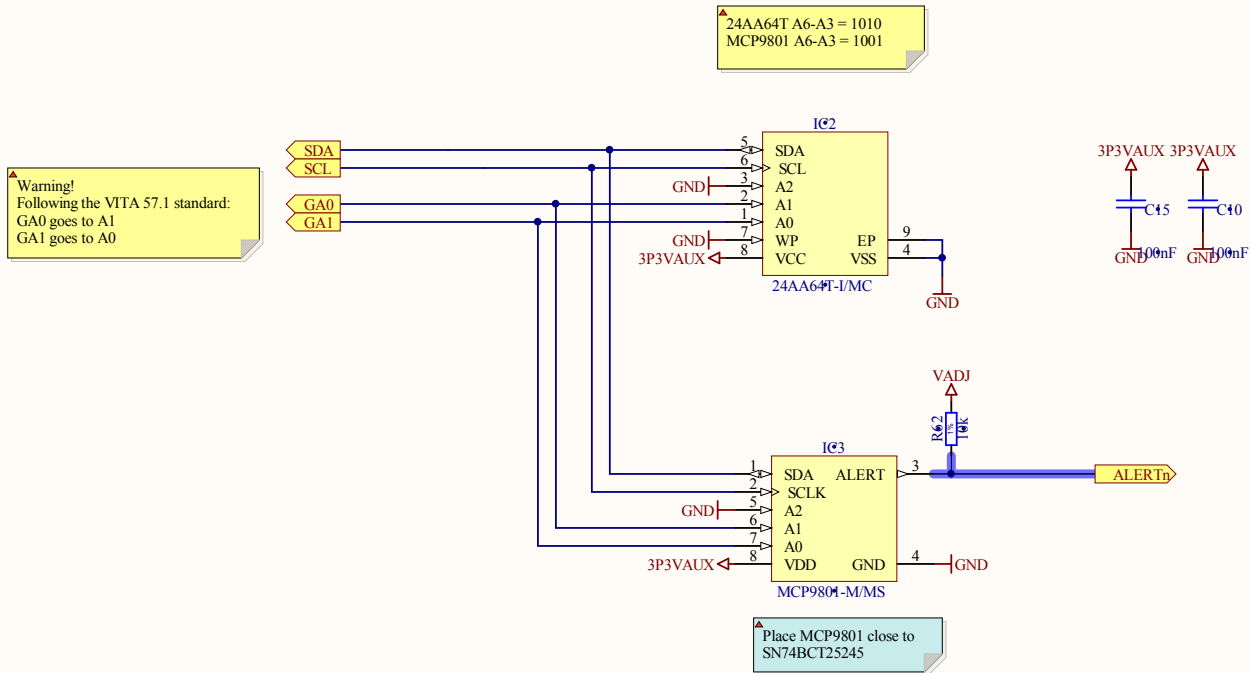 24AA64T A6-A3 = 1010
MCP9801 A6-A3 = 1001
Warning!
Following the VITA 57.1 standard:
GA0 goes to A1
GA1 goes to A0
SDA
SCL
GA0
GA1
IC2
5 SDA
6 SCL
GND 3 A2
2 A1
1 A0
GND 7 WP EP 9
3P3VAUX 8 VCC VSS 4
24AA64T-I/MC
GND
3P3VAUX 3P3VAUX
C15 C10
GND 100nF GND 100nF
VADJ
R62 1% 10k
IC3
1 SDA ALERT 3 ALERTn
2 SCLK
GND 5 A2
6 A1
7 A0
3P3VAUX 8 VDD GND 4 GND
MCP9801-M/MS
Place MCP9801 close to
SN74BCT25245